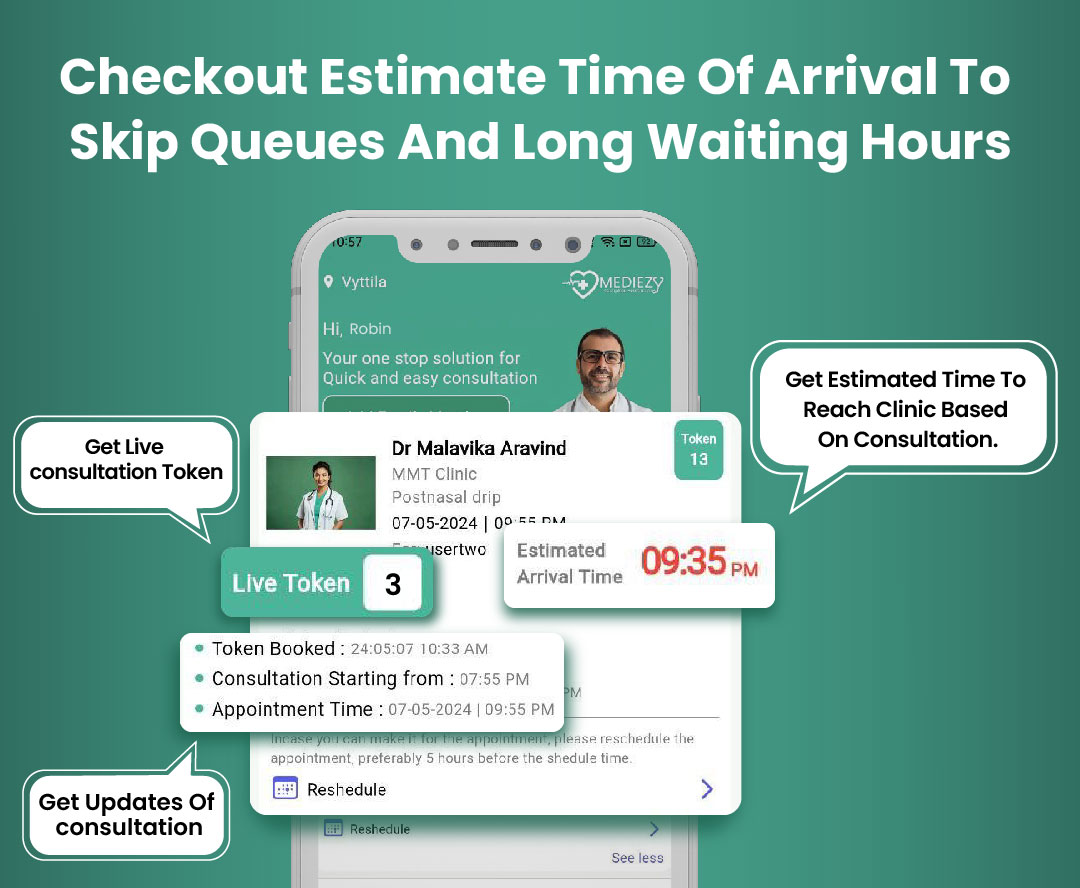 Checkout Estimate Time Of Arrival To
Skip Queues And Long Waiting Hours
10:57
Vyttila
MEDIEZY
Hi, Robin
Your one stop solution for
Quick and easy consultation
Get Live
consultation Token
Get Estimated Time To
Reach Clinic Based
On Consultation.
Dr Malavika Aravind
Token
13
MMT Clinic
Postnasal drip
07-05-2024 | 09:55 PM
usertwo
Estimated
Arrival Time
09:35 PM
Live Token 3
Token Booked : 24:05:07 10:33 AM
Consultation Starting from : 07:55 PM
Appointment Time : 07-05-2024 | 09:55 PM
PM
Incase you can make it for the appointment, please reschedule the
appointment, preferably 5 hours before the shedule time.
Reshedule
Get Updates Of
consultation
Reshedule
See less